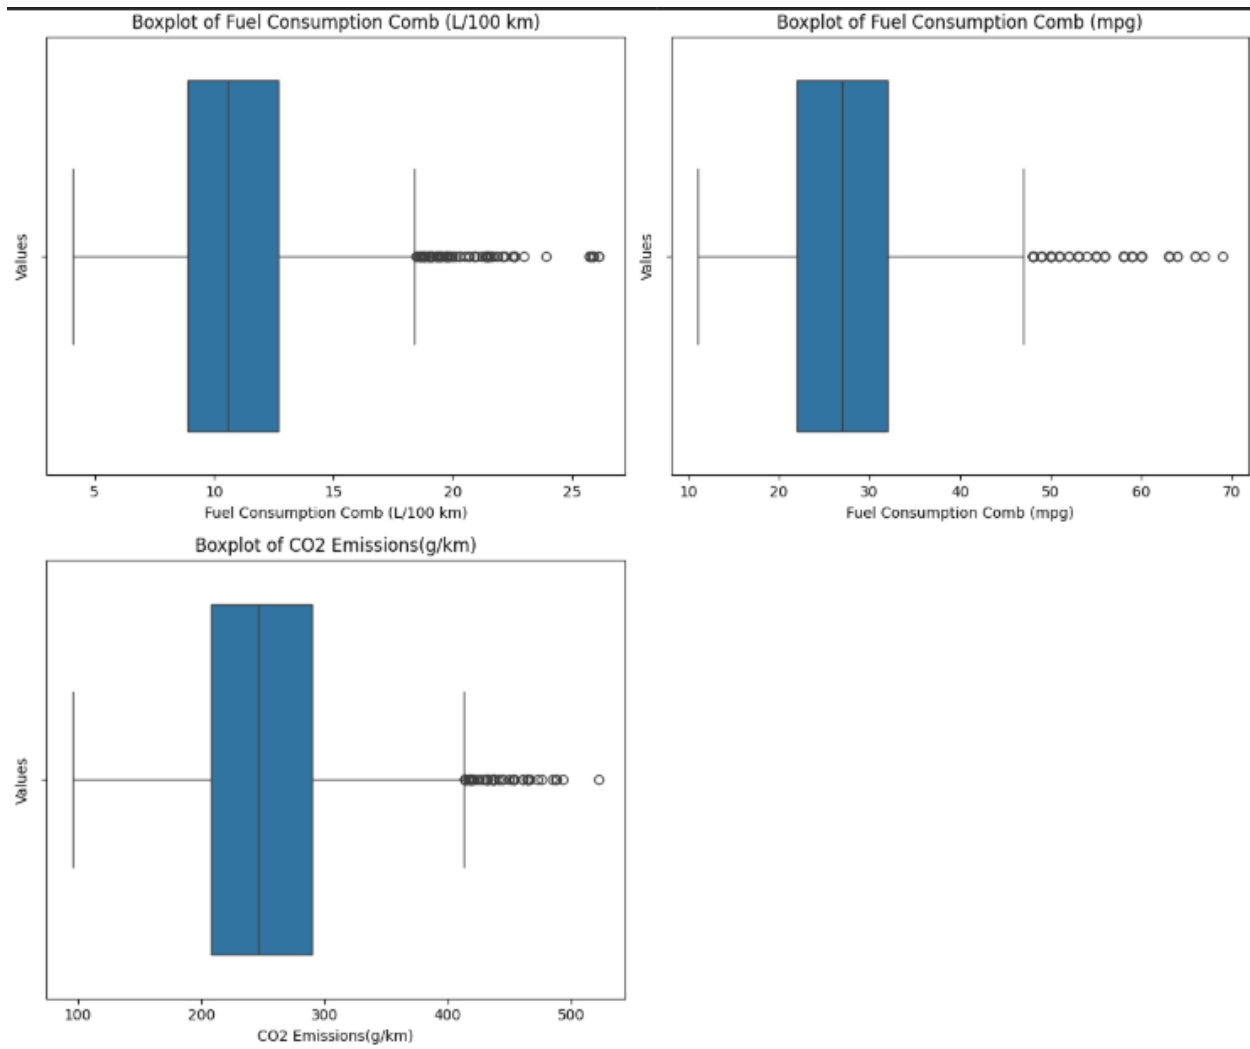 Boxplot of Fuel Consumption Comb (L/100 km)
Values
5 10 15 20 25
Fuel Consumption Comb (L/100 km)
Boxplot of Fuel Consumption Comb (mpg)
Values
10 20 30 40 50 60 70
Fuel Consumption Comb (mpg)
Boxplot of CO2 Emissions(g/km)
Values
100 200 300 400 500
CO2 Emissions(g/km)